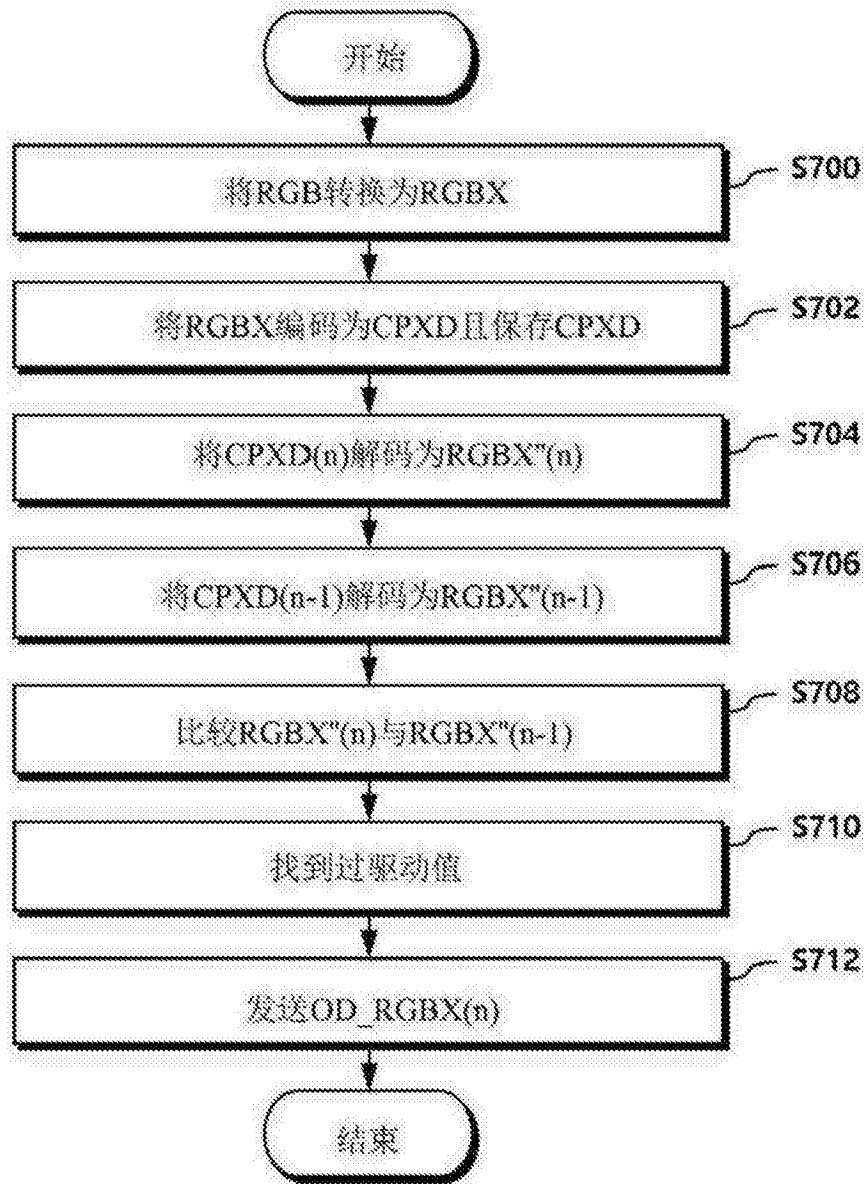 开始
将RGB转换为RGBX
S700
将RGBX编码为CPXD且保存CPXD
S702
将CPXD(n)解码为RGBX"(n)
S704
将CPXD(n-1)解码为RGBX"(n-1)
S706
比较RGBX"(n)与RGBX"(n-1)
S708
找到过驱动值
S710
发送OD_RGBX(n)
S712
结束